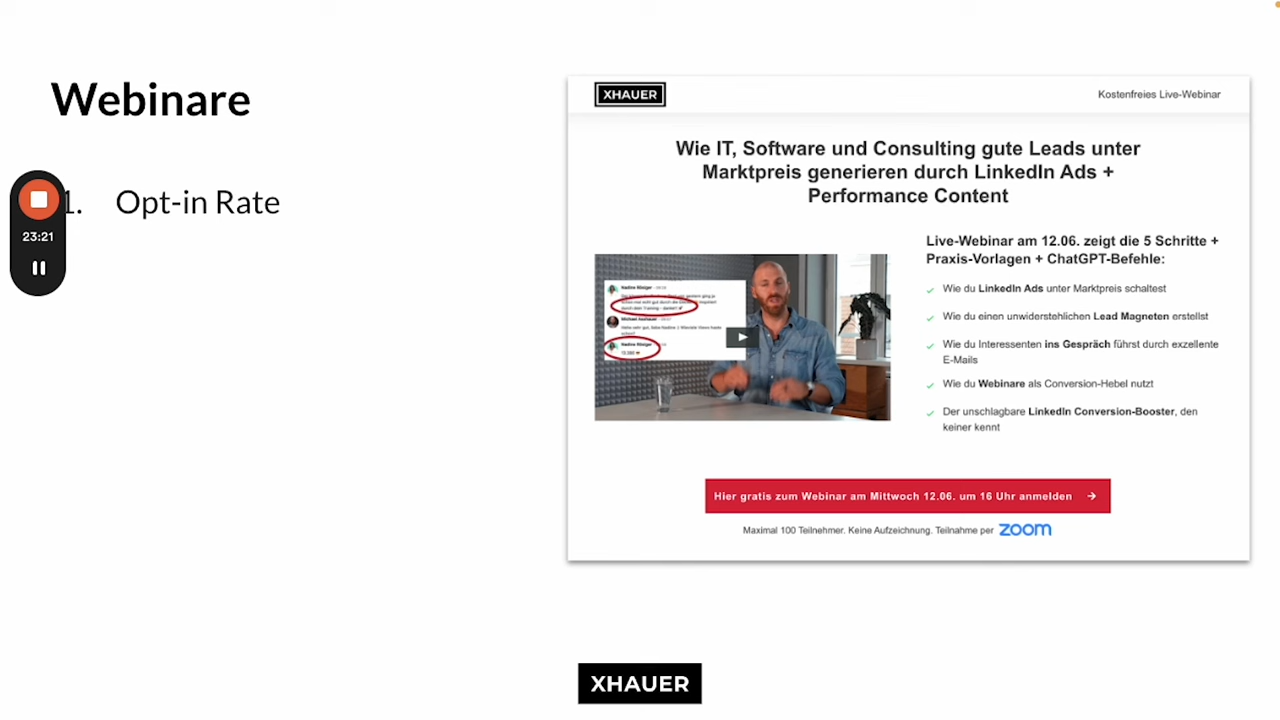 Webinare
1. Opt-in Rate
23:21
XHAUER
Kostenfreies Live-Webinar
Wie IT, Software und Consulting gute Leads unter
Marktpreis generieren durch LinkedIn Ads +
Performance Content
Live-Webinar am 12.06. zeigt die 5 Schritte +
Praxis-Vorlagen + ChatGPT-Befehle:
Wie du LinkedIn Ads unter Marktpreis schaltest
Wie du einen unwiderstehlichen Lead Magneten erstellst
Wie du Interessenten ins Gespräch führst durch exzellente
E-Mails
Wie du Webinare als Conversion-Hebel nutzt
Der unschlagbare LinkedIn Conversion-Booster, den
keiner kennt
Hier gratis zum Webinar am Mittwoch 12.06. um 16 Uhr anmelden
Maximal 100 Teilnehmer. Keine Aufzeichnung. Teilnahme per zoom
XHAUER